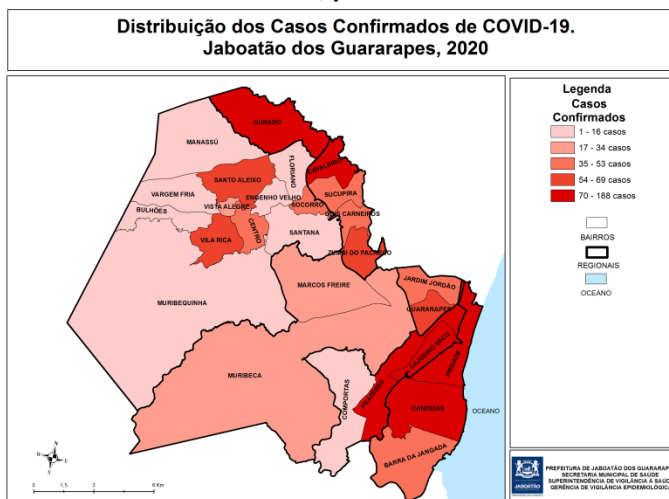 Distribuição dos Casos Confirmados de COVID-19.
Jaboatão dos Guararapes, 2020
CURADO
MANASSÚ
FLORIANO
CAVALEIRO
SANTO ALEIXO
VARGEM FRIA
ENGENHO VELHO
SUCUPIRA
BULHÕES
VISTA ALEGRE
SOCORRO
DOIS CARNEIROS
VILA RICA
CENTRO
SANTANA
ZUMBI DO PACHECO
MARCOS FREIRE
JARDIM JORDÃO
MURIBEQUINHA
GUARARAPES
CAJUEIRO SECO
PIEDADE
MURIBECA
COMPORTAS
PRAZERES
CANDEIAS
OCEANO
BARRA DA JANGADA
N
W
E
S
0
1,5
3
6 Km
Legenda
Casos
Confirmados
1 - 16 casos
17 - 34 casos
35 - 53 casos
54 - 69 casos
70 - 188 casos
BAIRROS
REGIONAIS
OCEANO
JABOATÃO
PREFEITURA DE JABOATÃO DOS GUARARAP
SECRETARIA MUNICIPAL DE SAÚDE
SUPERINTENDÊNCIA DE VIGILÂNCIA À SAÚD
GERÊNCIA DE VIGILÂNCIA EPIDEMIOLÓGICA